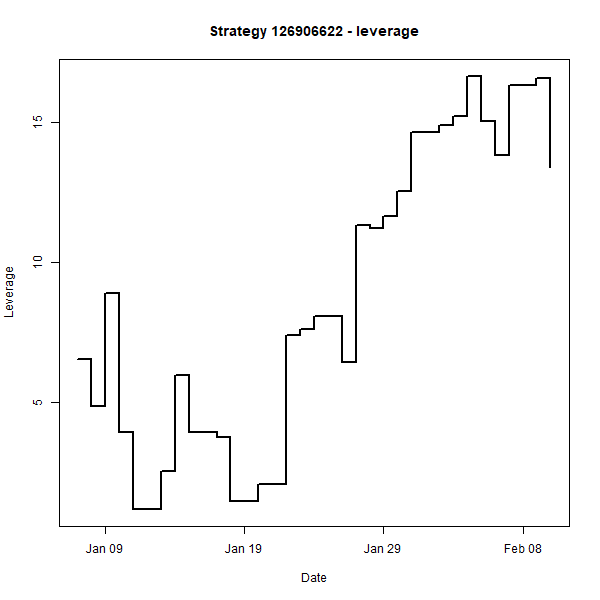 Strategy 126906622 - leverage
15
10
5
Leverage
Jan 09
Jan 19
Jan 29
Feb 08
Date